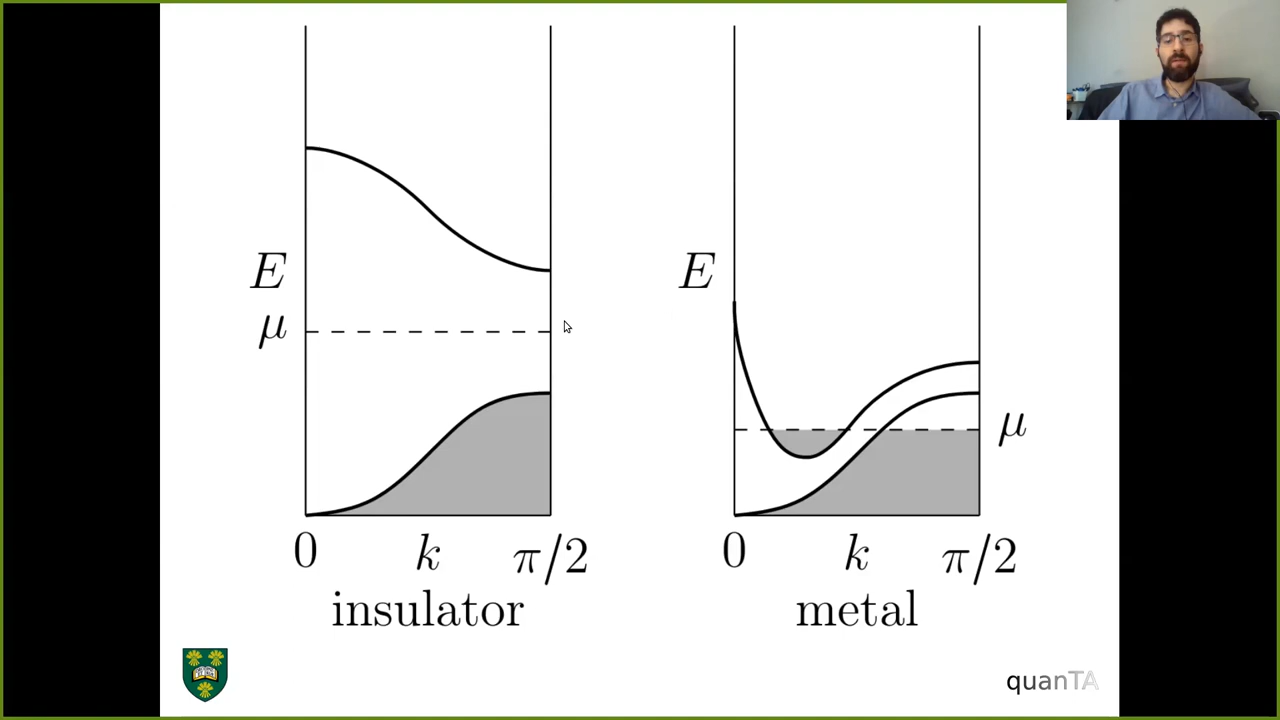 E
μ
0 k π/2
insulator
E
μ
0 k π/2
metal
quanTA